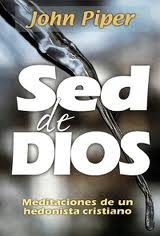 John Piper
Sed
de
DIOS
Meditaciones de un
hedonista cristiano